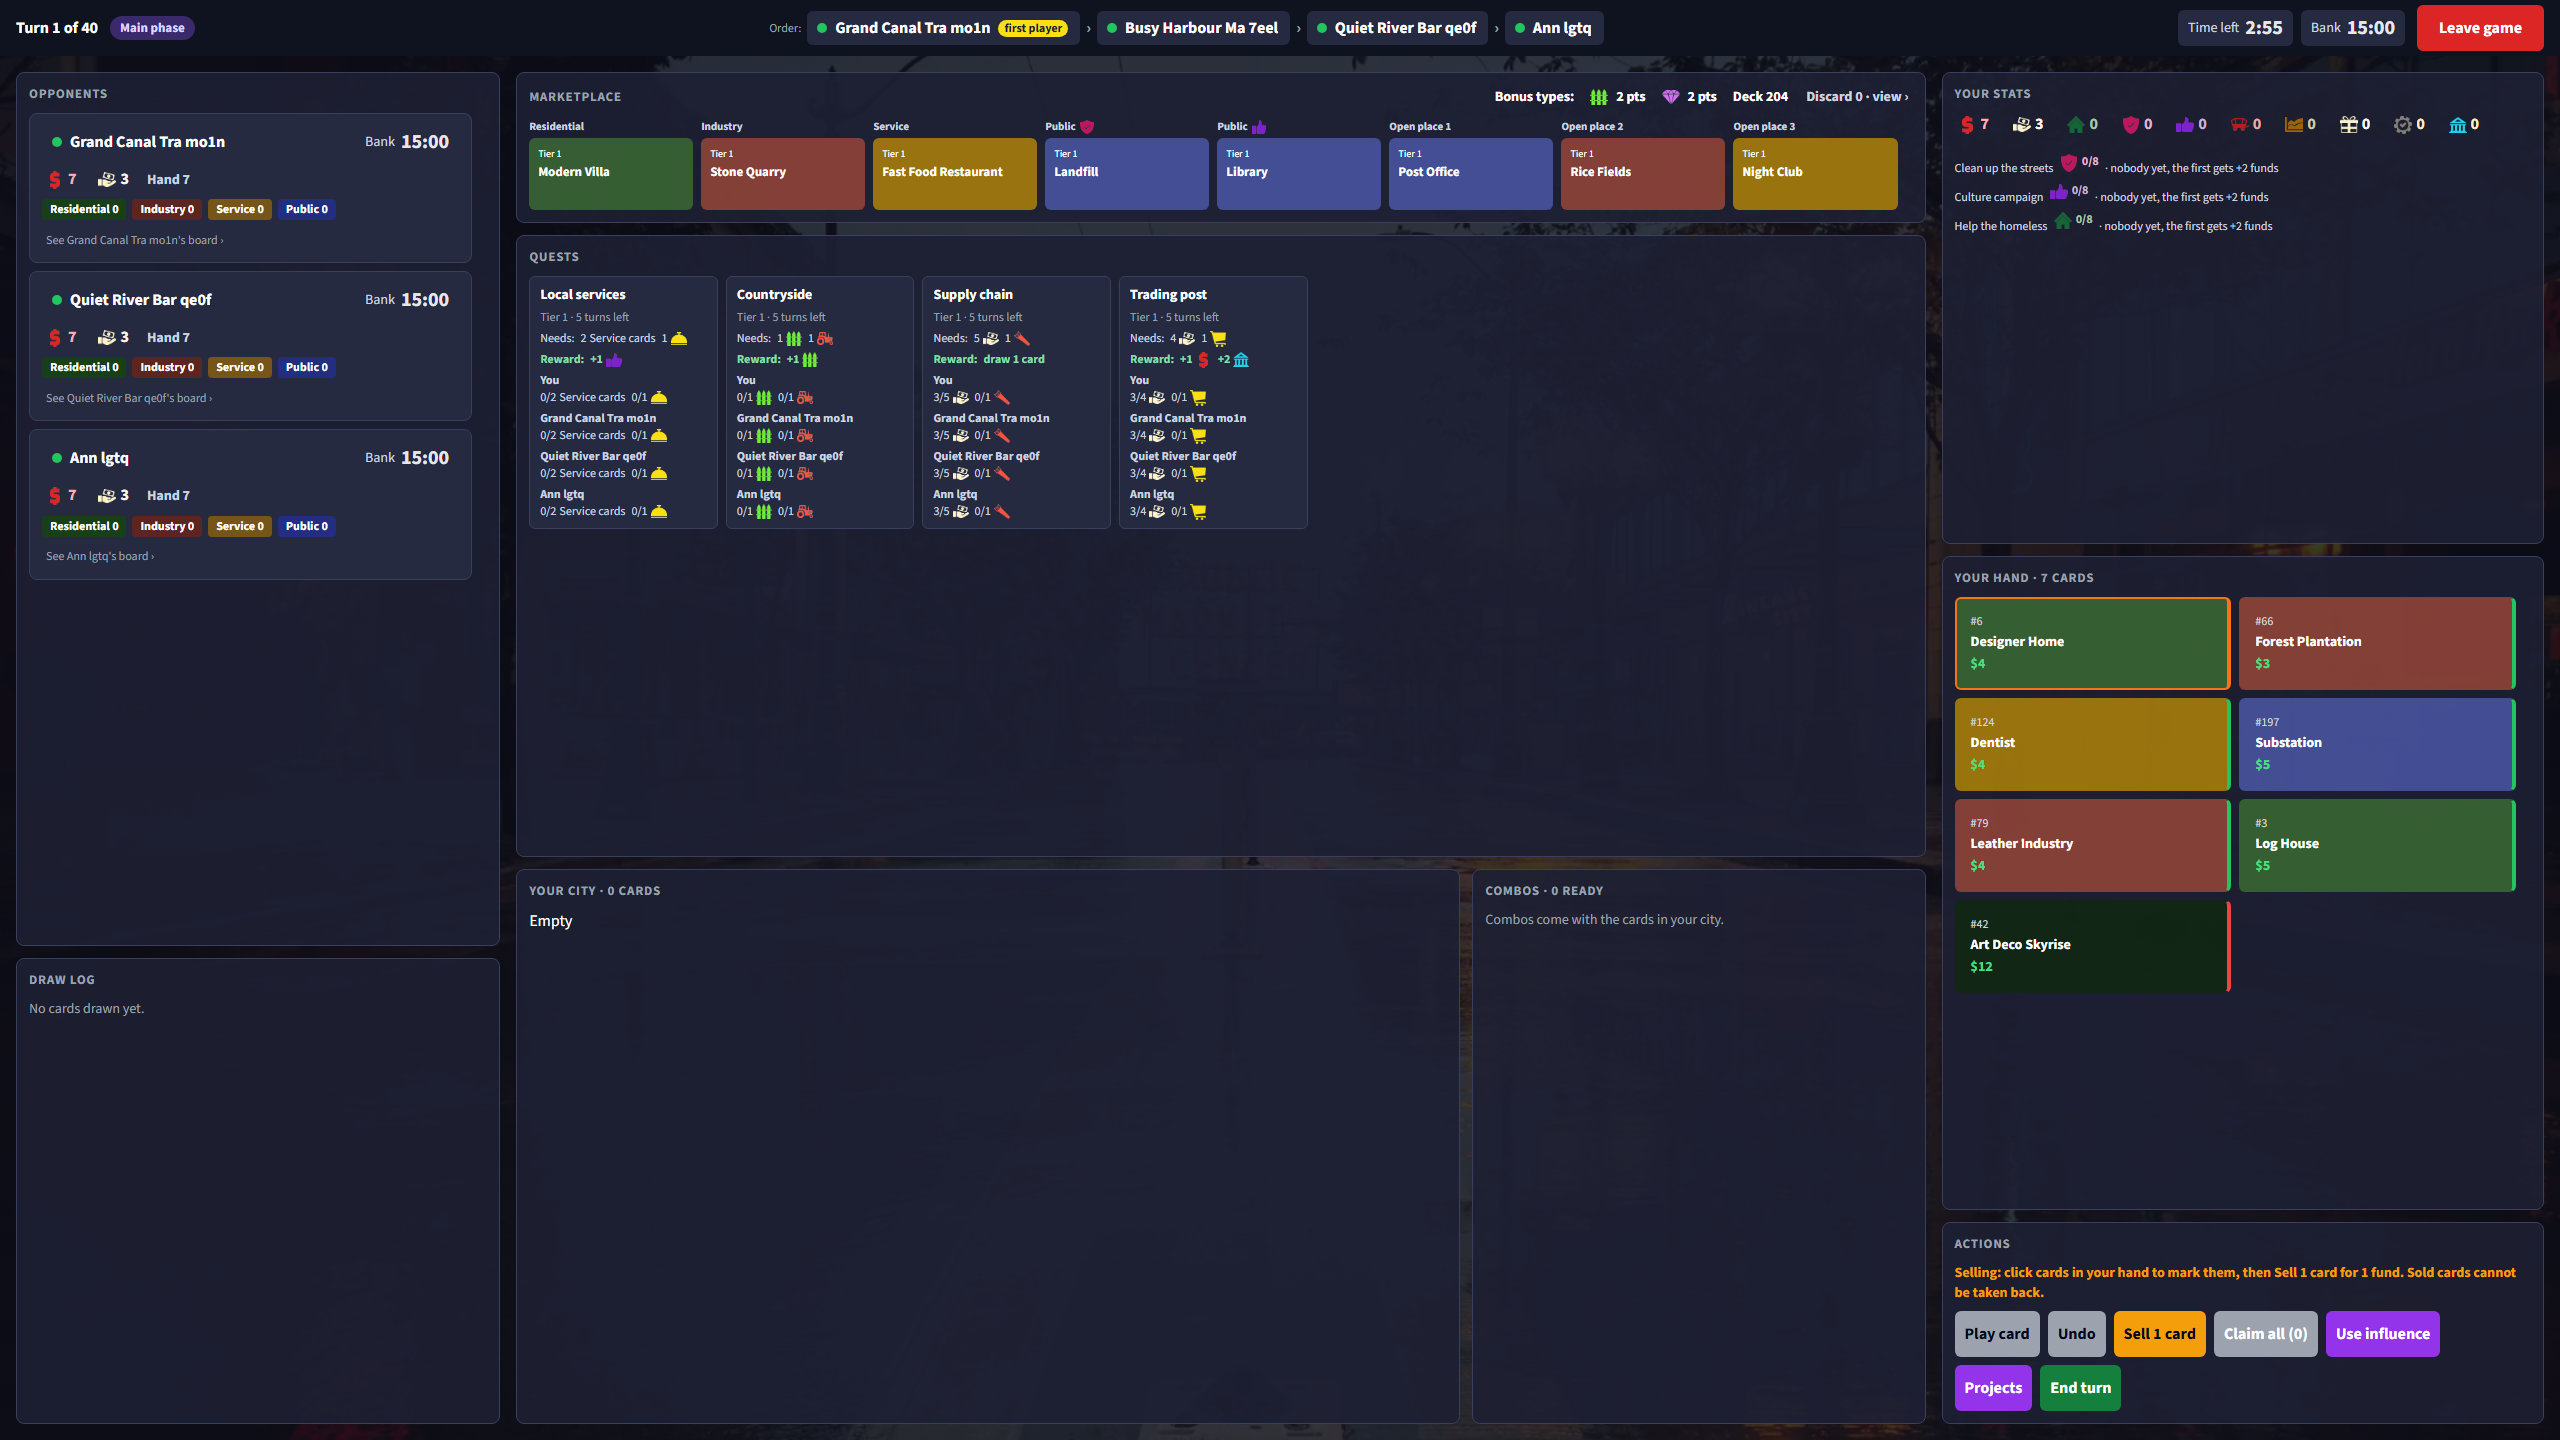 Turn 1 of 40
Main phase
Order:
Grand Canal Tra mo1n
first player
›
Busy Harbour Ma 7eel
›
Quiet River Bar qe0f
›
Ann lgtq
Time left 2:55
Bank 15:00
Leave game
OPPONENTS
Grand Canal Tra mo1n
Bank 15:00
7
3
Hand 7
Residential 0
Industry 0
Service 0
Public 0
See Grand Canal Tra mo1n's board ›
Quiet River Bar qe0f
Bank 15:00
7
3
Hand 7
Residential 0
Industry 0
Service 0
Public 0
See Quiet River Bar qe0f's board ›
Ann lgtq
Bank 15:00
7
3
Hand 7
Residential 0
Industry 0
Service 0
Public 0
See Ann lgtq's board ›
DRAW LOG
No cards drawn yet.
MARKETPLACE
Bonus types: 2 pts 2 pts Deck 204 Discard 0 · view ›
Residential
Tier 1
Modern Villa
Industry
Tier 1
Stone Quarry
Service
Tier 1
Fast Food Restaurant
Public
Tier 1
Landfill
Public
Tier 1
Library
Open place 1
Tier 1
Post Office
Open place 2
Tier 1
Rice Fields
Open place 3
Tier 1
Night Club
QUESTS
Local services
Tier 1 · 5 turns left
Needs: 2 Service cards 1
Reward: +1
You
0/2 Service cards 0/1
Grand Canal Tra mo1n
0/2 Service cards 0/1
Quiet River Bar qe0f
0/2 Service cards 0/1
Ann lgtq
0/2 Service cards 0/1
Countryside
Tier 1 · 5 turns left
Needs: 1 1
Reward: +1
You
0/1 0/1
Grand Canal Tra mo1n
0/1 0/1
Quiet River Bar qe0f
0/1 0/1
Ann lgtq
0/1 0/1
Supply chain
Tier 1 · 5 turns left
Needs: 5 1
Reward: draw 1 card
You
3/5 0/1
Grand Canal Tra mo1n
3/5 0/1
Quiet River Bar qe0f
3/5 0/1
Ann lgtq
3/5 0/1
Trading post
Tier 1 · 5 turns left
Needs: 4 1
Reward: +1 +2
You
3/4 0/1
Grand Canal Tra mo1n
3/4 0/1
Quiet River Bar qe0f
3/4 0/1
Ann lgtq
3/4 0/1
YOUR CITY · 0 CARDS
Empty
COMBOS · 0 READY
Combos come with the cards in your city.
YOUR STATS
7 3 0 0 0 0 0 0 0 0
Clean up the streets 0/8 · nobody yet, the first gets +2 funds
Culture campaign 0/8 · nobody yet, the first gets +2 funds
Help the homeless 0/8 · nobody yet, the first gets +2 funds
YOUR HAND · 7 CARDS
#6
Designer Home
$4
#66
Forest Plantation
$3
#124
Dentist
$4
#197
Substation
$5
#79
Leather Industry
$4
#3
Log House
$5
#42
Art Deco Skyrise
$12
ACTIONS
Selling: click cards in your hand to mark them, then Sell 1 card for 1 fund. Sold cards cannot
be taken back.
Play card
Undo
Sell 1 card
Claim all (0)
Use influence
Projects
End turn